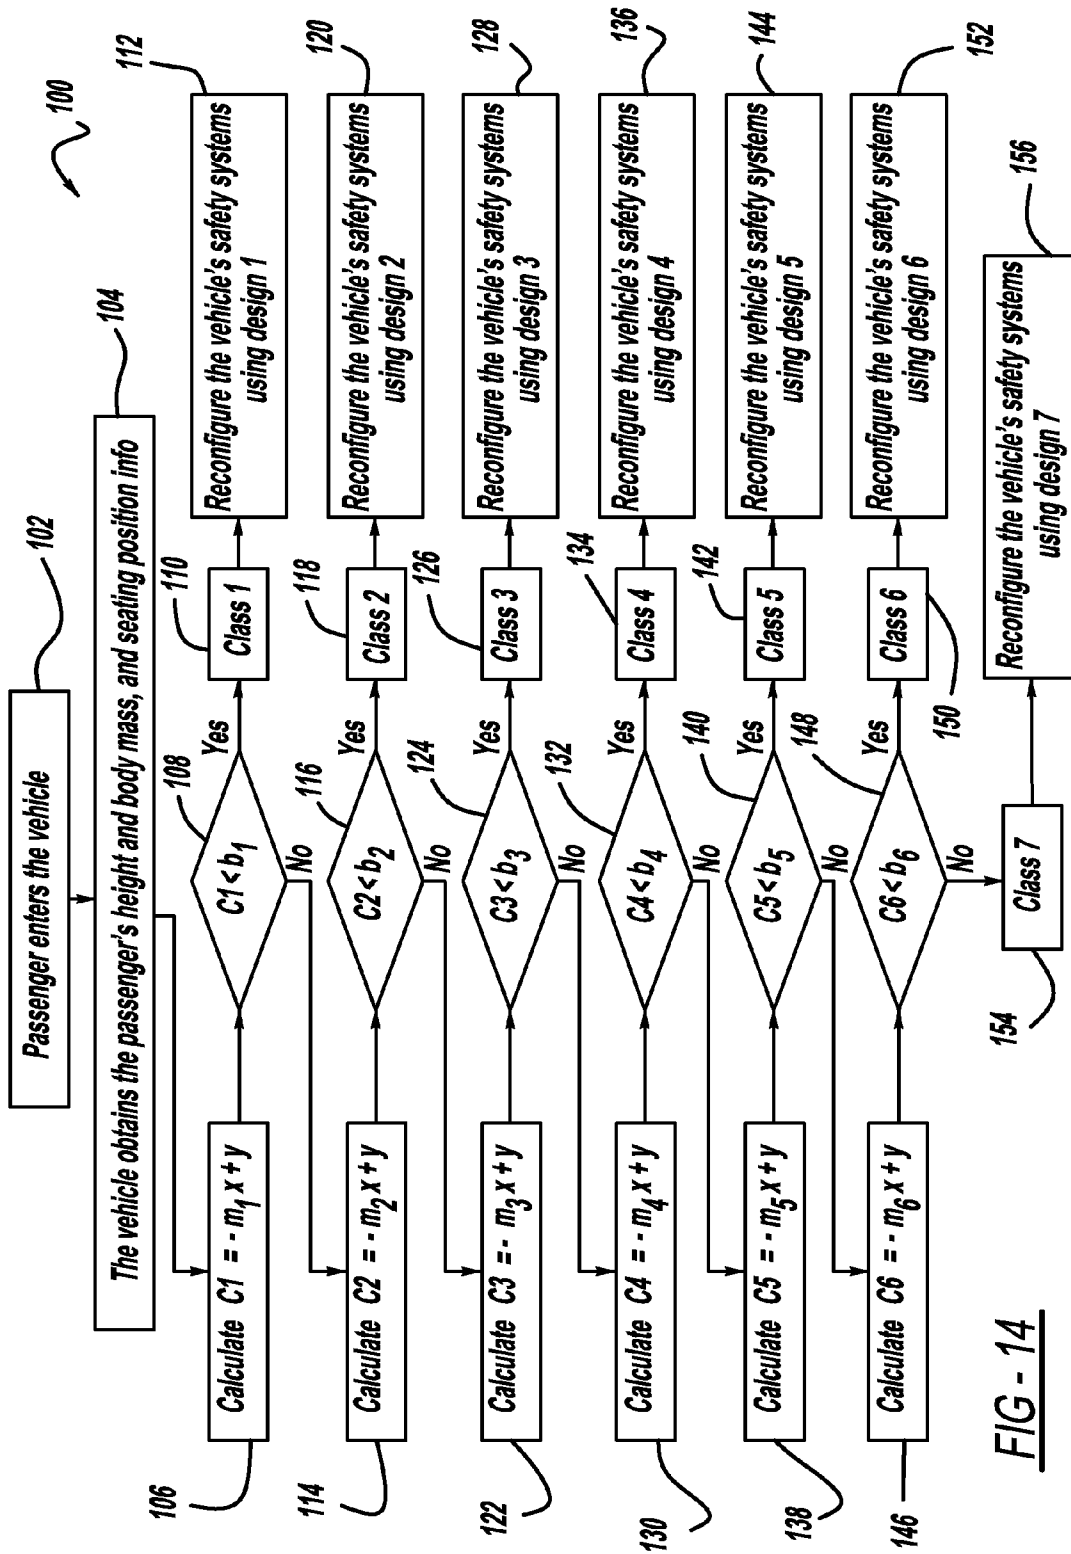 100
Passenger enters the vehicle
102
The vehicle obtains the passenger's height and body mass, and seating position info
104
106
Calculate C1 = - m1 x + y
C1 < b1
108
Yes
No
Class 1
110
Reconfigure the vehicle's safety systems
using design 1
112
114
Calculate C2 = - m2 x + y
C2 < b2
116
Yes
No
Class 2
118
Reconfigure the vehicle's safety systems
using design 2
120
122
Calculate C3 = - m3 x + y
C3 < b3
124
Yes
No
Class 3
126
Reconfigure the vehicle's safety systems
using design 3
128
130
Calculate C4 = - m4 x + y
C4 < b4
132
Yes
No
Class 4
134
Reconfigure the vehicle's safety systems
using design 4
136
138
Calculate C5 = - m5 x + y
C5 < b5
140
Yes
No
Class 5
142
Reconfigure the vehicle's safety systems
using design 5
144
146
Calculate C6 = - m6 x + y
C6 < b6
148
Yes
No
Class 6
150
Reconfigure the vehicle's safety systems
using design 6
152
154
Class 7
Reconfigure the vehicle's safety systems
using design 7
156
FIG - 14